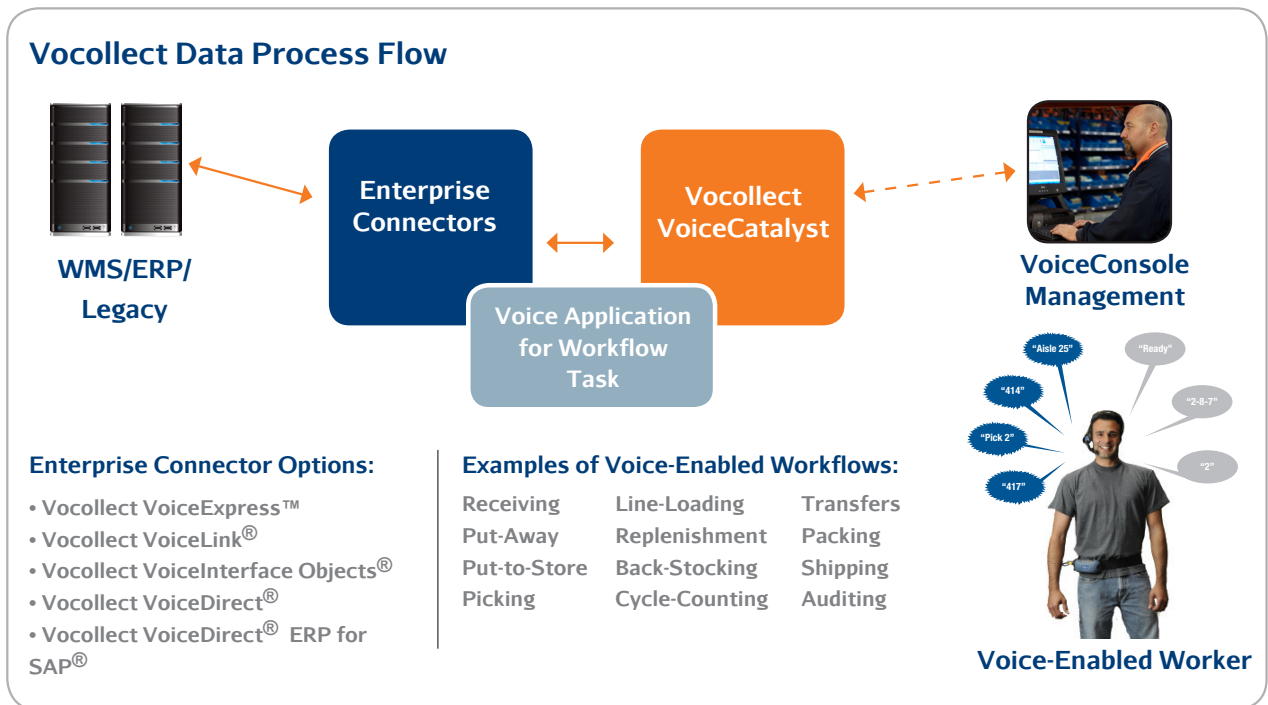 Vocollect Data Process Flow
WMS/ERP/
Legacy
Enterprise
Connectors
Vocollect
VoiceCatalyst
Voice Application
for Workflow
Task
VoiceConsole
Management
“Aisle 25”
“Ready”
“414”
“2-8-7”
“Pick 2”
“2”
“417”
Voice-Enabled Worker
Enterprise Connector Options:
• Vocollect VoiceExpress™
• Vocollect VoiceLink®
• Vocollect VoiceInterface Objects®
• Vocollect VoiceDirect®
• Vocollect VoiceDirect® ERP for
SAP®
Examples of Voice-Enabled Workflows:
Receiving Line-Loading Transfers
Put-Away Replenishment Packing
Put-to-Store Back-Stocking Shipping
Picking Cycle-Counting Auditing